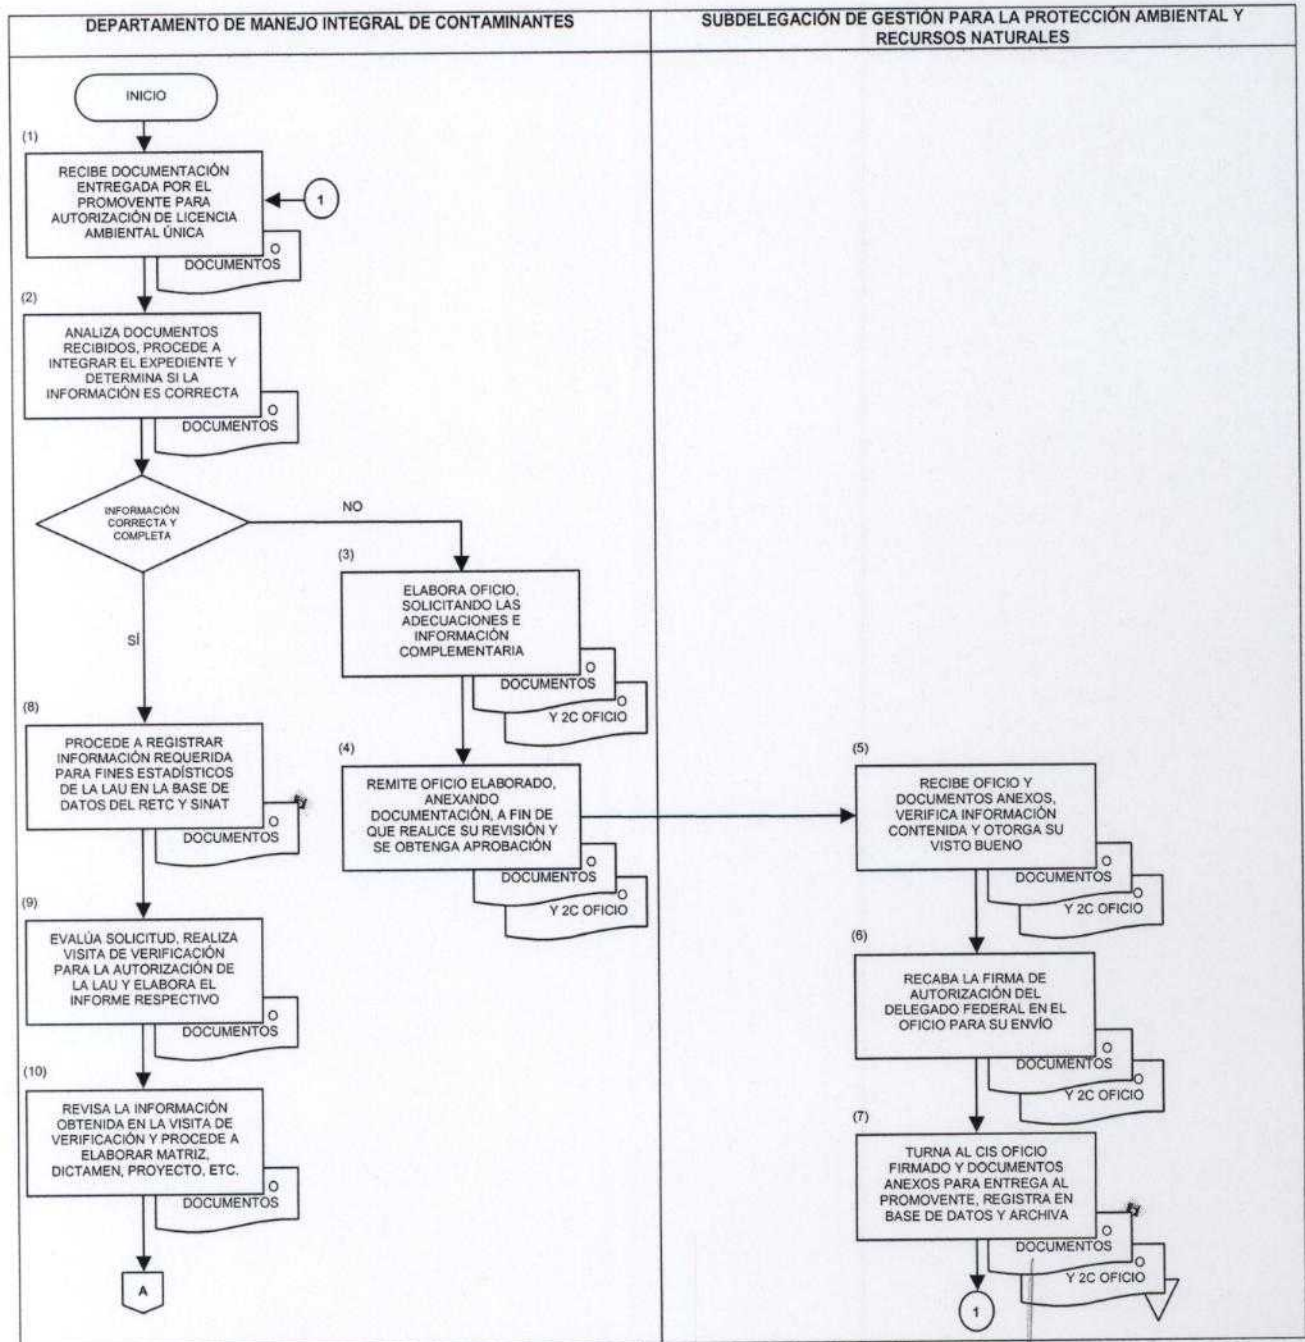 DEPARTAMENTO DE MANEJO INTEGRAL DE CONTAMINANTES
SUBDELEGACIÓN DE GESTIÓN PARA LA PROTECCIÓN AMBIENTAL Y
RECURSOS NATURALES
INICIO
(1)
RECIBE DOCUMENTACIÓN
ENTREGADA POR EL
PROMOVENTE PARA
AUTORIZACIÓN DE LICENCIA
AMBIENTAL ÚNICA
1
O
DOCUMENTOS
(2)
ANALIZA DOCUMENTOS
RECIBIDOS, PROCEDE A
INTEGRAR EL EXPEDIENTE Y
DETERMINA SI LA
INFORMACIÓN ES CORRECTA
O
DOCUMENTOS
INFORMACIÓN
CORRECTA Y
COMPLETA
NO
SÍ
(3)
ELABORA OFICIO,
SOLICITANDO LAS
ADECUACIONES E
INFORMACIÓN
COMPLEMENTARIA
O
DOCUMENTOS
O
Y 2C OFICIO
(4)
REMITE OFICIO ELABORADO,
ANEXANDO
DOCUMENTACIÓN, A FIN DE
QUE REALICE SU REVISIÓN Y
SE OBTENGA APROBACIÓN
O
DOCUMENTOS
O
Y 2C OFICIO
(5)
RECIBE OFICIO Y
DOCUMENTOS ANEXOS,
VERIFICA INFORMACIÓN
CONTENIDA Y OTORGA SU
VISTO BUENO
O
DOCUMENTOS
O
Y 2C OFICIO
(6)
RECABA LA FIRMA DE
AUTORIZACIÓN DEL
DELEGADO FEDERAL EN EL
OFICIO PARA SU ENVÍO
O
DOCUMENTOS
O
Y 2C OFICIO
(7)
TURNA AL CIS OFICIO
FIRMADO Y DOCUMENTOS
ANEXOS PARA ENTREGA AL
PROMOVENTE, REGISTRA EN
BASE DE DATOS Y ARCHIVA
O
DOCUMENTOS
O
Y 2C OFICIO
1
(8)
PROCEDE A REGISTRAR
INFORMACIÓN REQUERIDA
PARA FINES ESTADÍSTICOS
DE LA LAU EN LA BASE DE
DATOS DEL RETC Y SINAT
O
DOCUMENTOS
(9)
EVALÚA SOLICITUD, REALIZA
VISITA DE VERIFICACIÓN
PARA LA AUTORIZACIÓN DE
LA LAU Y ELABORA EL
INFORME RESPECTIVO
O
DOCUMENTOS
(10)
REVISA LA INFORMACIÓN
OBTENIDA EN LA VISITA DE
VERIFICACIÓN Y PROCEDE A
ELABORAR MATRIZ,
DICTAMEN, PROYECTO, ETC.
O
DOCUMENTOS
A